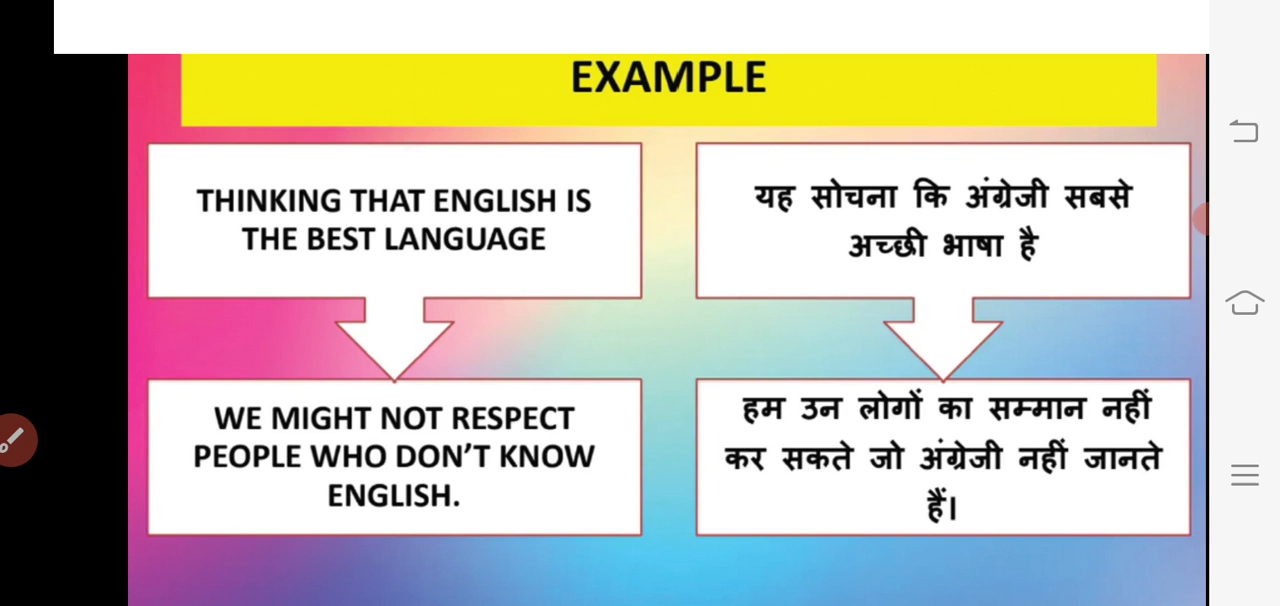 EXAMPLE
THINKING THAT ENGLISH IS
THE BEST LANGUAGE
WE MIGHT NOT RESPECT
PEOPLE WHO DON'T KNOW
ENGLISH.
यह सोचना कि अंग्रेजी सबसे
अच्छी भाषा है
हम उन लोगों का सम्मान नहीं
कर सकते जो अंग्रेजी नहीं जानते
हैं।